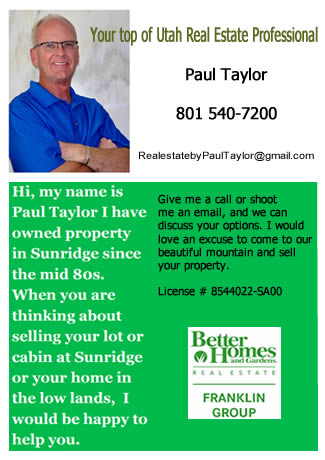 Your top of Utah Real Estate Professional
Paul Taylor
801 540-7200
RealestatebyPaulTaylor@gmail.com
Hi, my name is
Paul Taylor I have
owned property
in Sunridge since
the mid 80s.
When you are
thinking about
selling your lot or
cabin at Sunridge
or your home in
the low lands,  I
would be happy to
help you.
Give me a call or shoot
me an email, and we can
discuss your options. I would
love an excuse to come to our
beautiful mountain and sell
your property.
License # 8544022-SA00
Better
Homes
and Gardens.
REAL ESTATE
FRANKLIN
GROUP